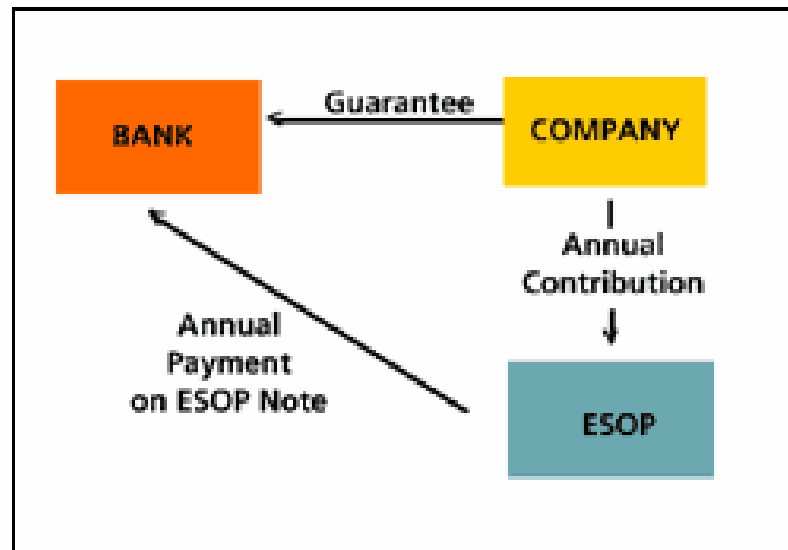 Guarantee
BANK
COMPANY
Annual
Contribution
Annual
Payment
on ESOP Note
ESOP